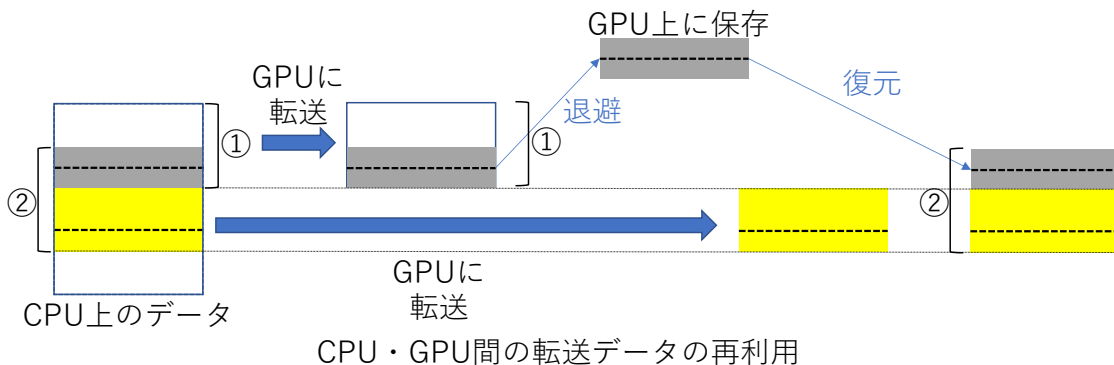 GPU上に保存
GPUに
転送
退避
復元
①
①
②
②
GPUに
転送
CPU上のデータ
CPU・GPU間の転送データの再利用